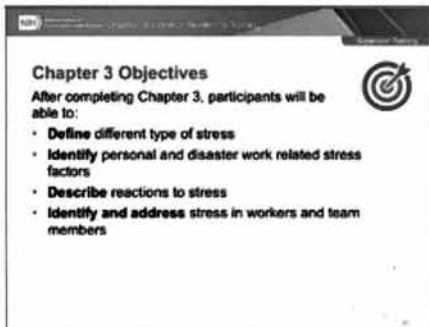 NIH
Chapter 3 Objectives
After completing Chapter 3, participants will be
able to:
· Define different type of stress
· Identify personal and disaster work related stress
factors
· Describe reactions to stress
· Identify and address stress in workers and team
members